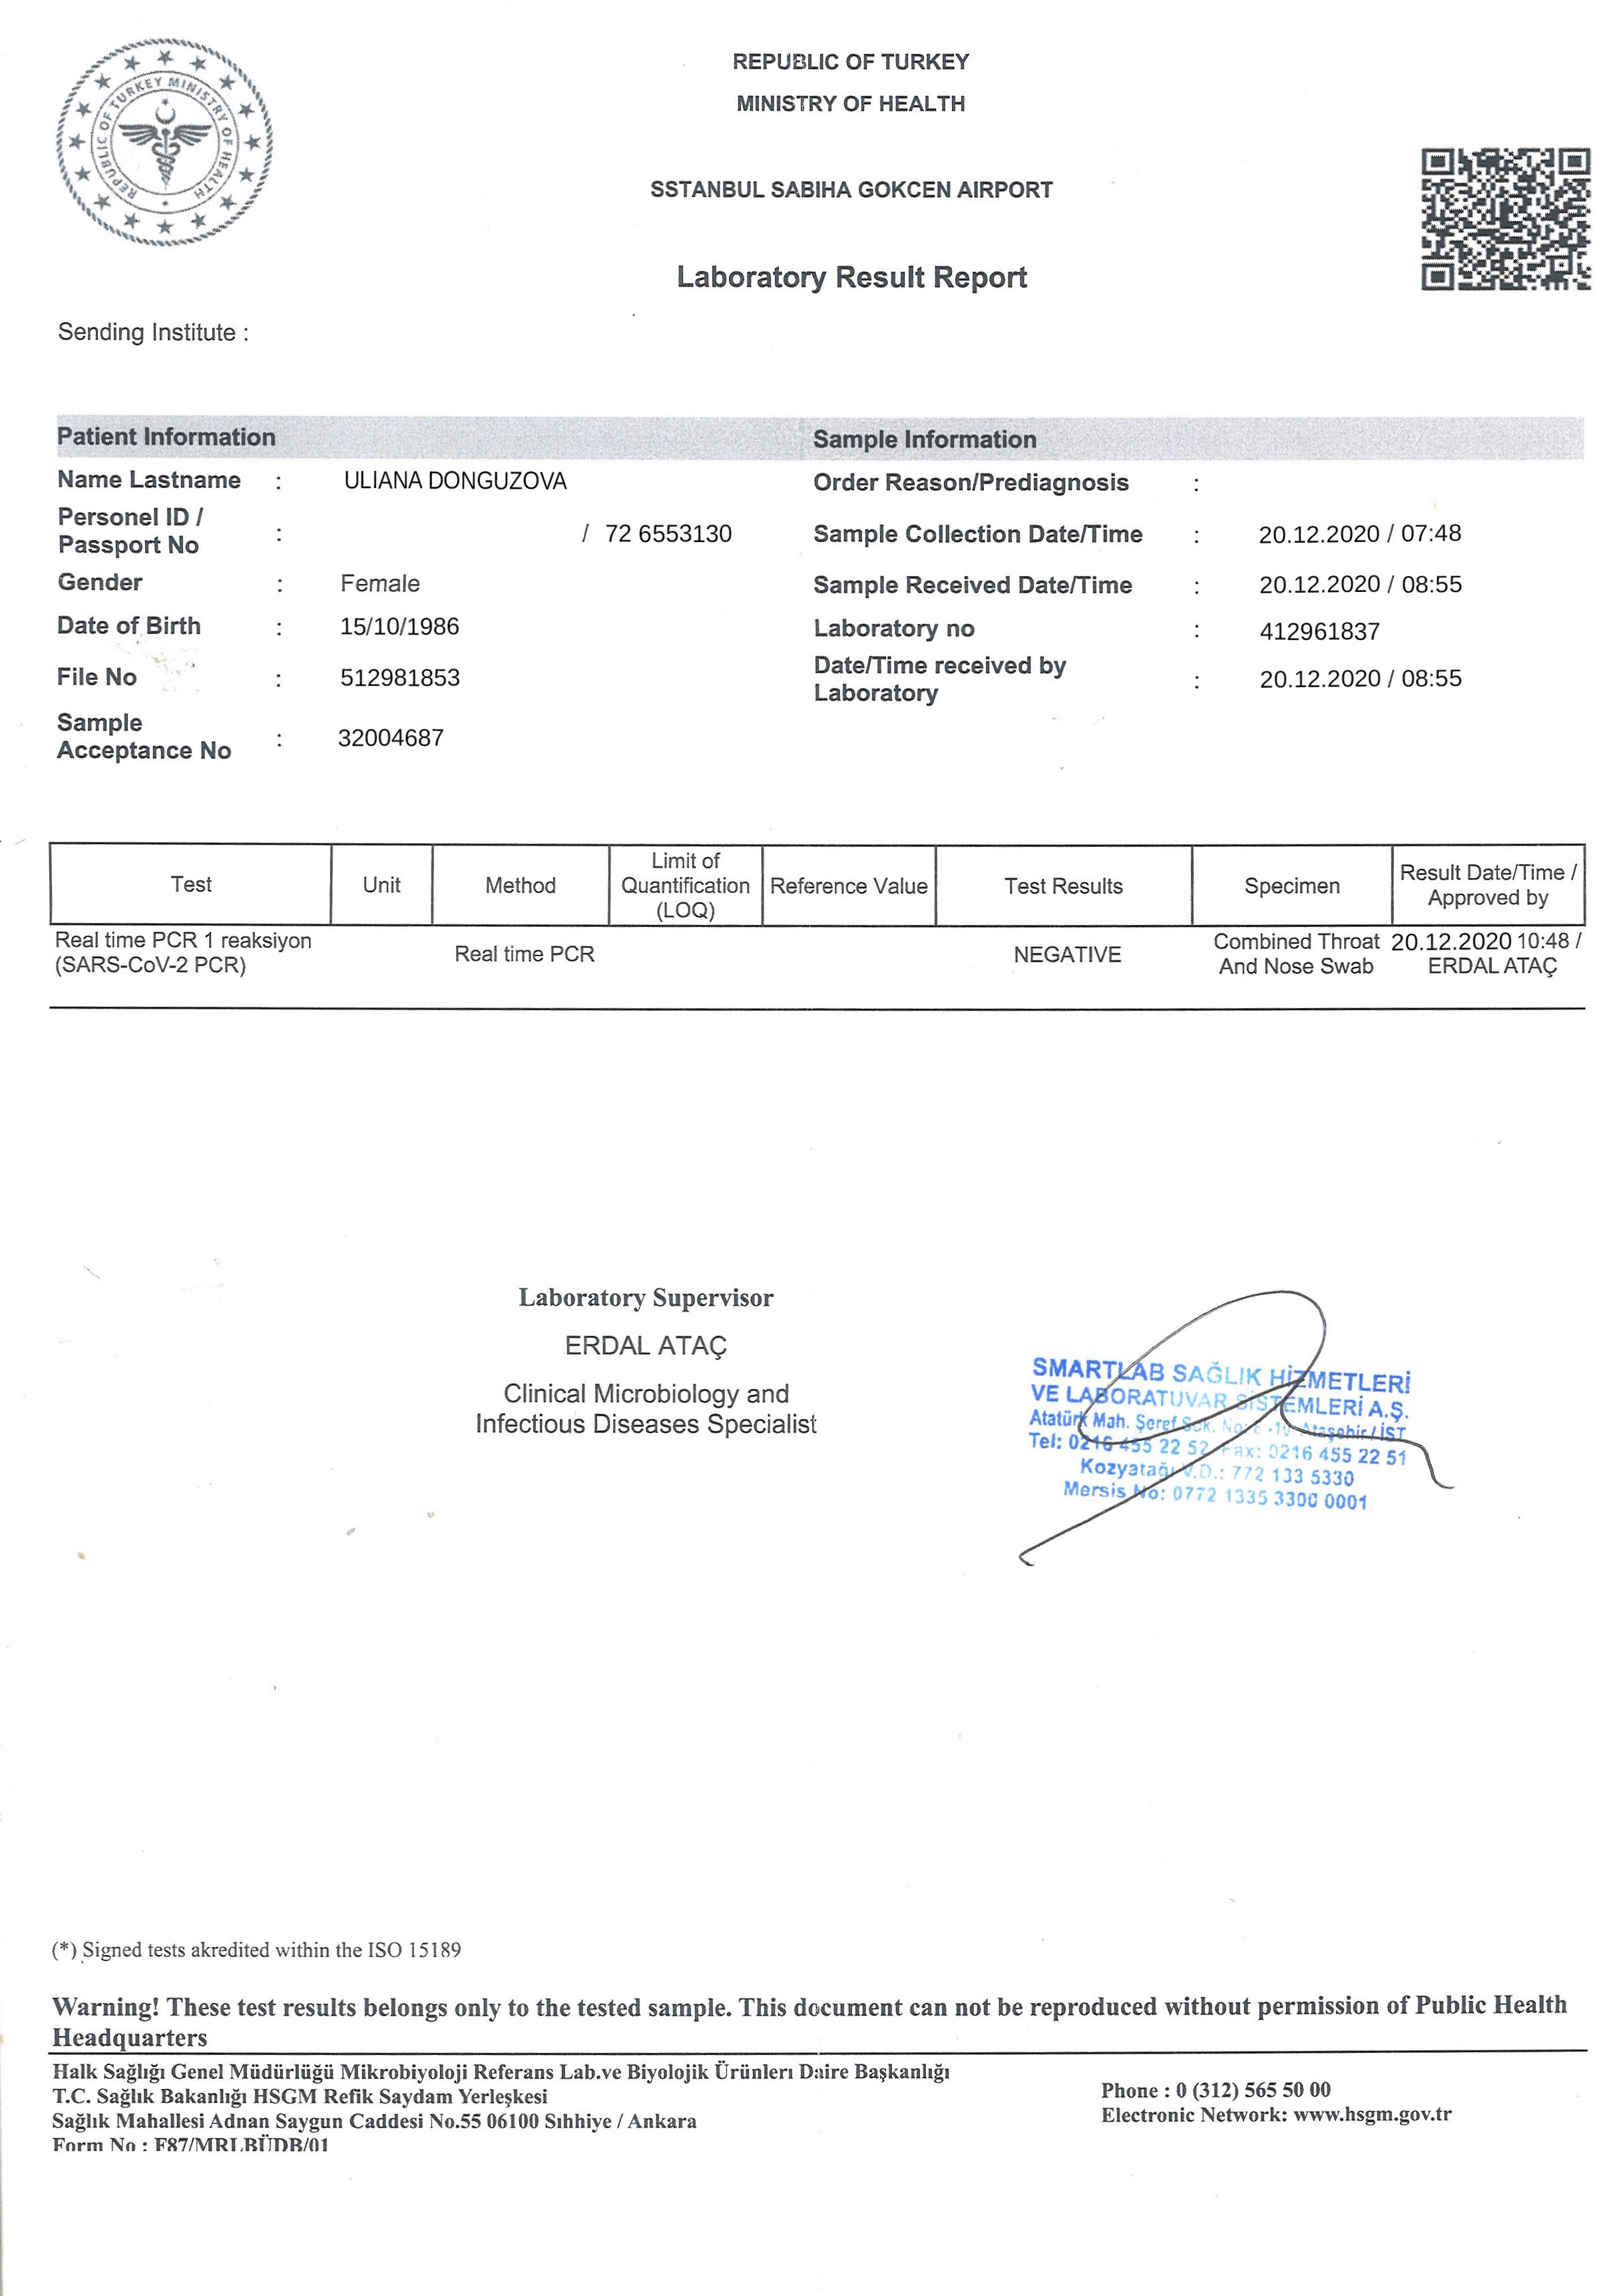 REPUBLIC OF TURKEY MINISTRY OF HEALTH
REPUBLIC OF TURKEY
MINISTRY OF HEALTH
SSTANBUL SABIHA GOKCEN AIRPORT
Laboratory Result Report
Sending Institute :
Patient Information
Name Lastname : ULIANA DONGUZOVA
Personel ID / Passport No : / 72 6553130
Gender : Female
Date of Birth : 15/10/1986
File No : 512981853
Sample Acceptance No : 32004687
Sample Information
Order Reason/Prediagnosis :
Sample Collection Date/Time : 20.12.2020 / 07:48
Sample Received Date/Time : 20.12.2020 / 08:55
Laboratory no : 412961837
Date/Time received by Laboratory : 20.12.2020 / 08:55
Test Unit Method Limit of Quantification (LOQ) Reference Value Test Results Specimen Result Date/Time / Approved by
Real time PCR 1 reaksiyon (SARS-CoV-2 PCR) Real time PCR NEGATIVE Combined Throat And Nose Swab 20.12.2020 10:48 / ERDAL ATAÇ
Laboratory Supervisor
ERDAL ATAÇ
Clinical Microbiology and
Infectious Diseases Specialist
SMARTLAB SAĞLIK HİZMETLERİ
VE LABORATUVAR SİSTEMLERİ A.Ş.
Atatürk Mah. Şeref Sok. Ataşehir/İST
Tel: 0216 455 22 52 Fax: 0216 455 22 51
Kozyatağı V.D.: 772 133 5330
Mersis No: 0772 1335 3300 0001
(*) Signed tests akredited within the ISO 15189
Warning! These test results belongs only to the tested sample. This document can not be reproduced without permission of Public Health
Headquarters
Halk Sağlığı Genel Müdürlüğü Mikrobiyoloji Referans Lab.ve Biyolojik Ürünleri Daire Başkanlığı
T.C. Sağlık Bakanlığı HSGM Refik Saydam Yerleşkesi
Sağlık Mahallesi Adnan Saygun Caddesi No.55 06100 Sıhhiye / Ankara
Form No : F87/MRLBÜDB/01
Phone : 0 (312) 565 50 00
Electronic Network: www.hsgm.gov.tr